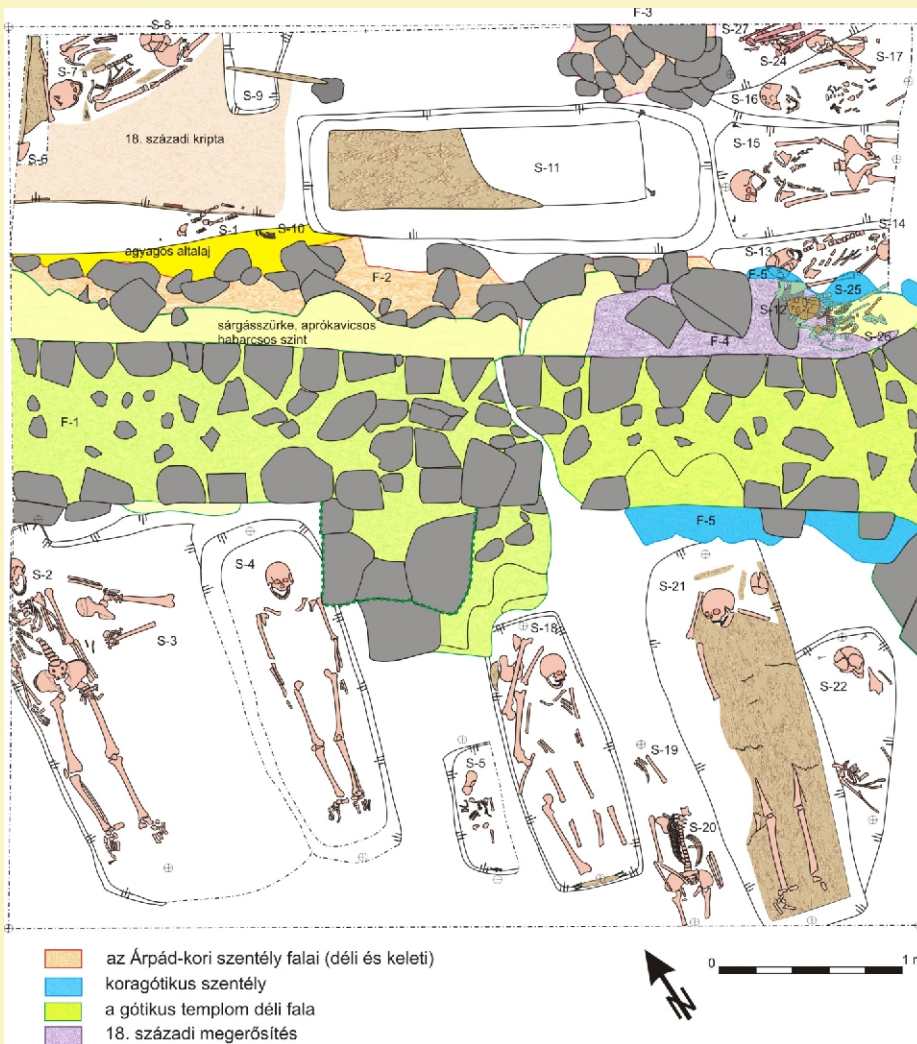 F-3
S-8
S-27
S-24
S-17
S-7
S-9
S-16
18. századi kripta
S-15
S-6
S-11
S-1
S-10
S-14
agyagos altalaj
S-13
F-2
F-5
S-25
S-12
sárgásszürke, aprókavicsos
habarcsos szint
F-4
S-26
F-1
F-5
S-2
S-4
S-21
S-3
S-18
S-22
S-19
S-5
S-20
az Árpád-kori szentély falai (déli és keleti)
koragótikus szentély
a gótikus templom déli fala
18. századi megerősítés
N
0
1 m